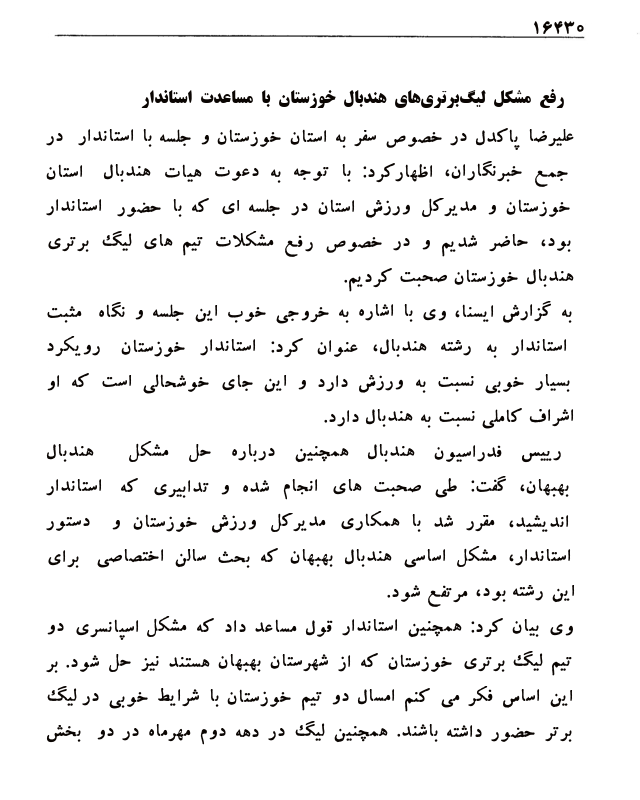 ۱۶۴۳۰
رفع مشکل لیگ‌برتری‌های هندبال خوزستان با مساعدت استاندار
علیرضا پاکدل در خصوص سفر به استان خوزستان و جلسه با استاندار در
جمع خبرنگاران، اظهارکرد: با توجه به دعوت هیات هندبال استان
خوزستان و مدیرکل ورزش استان در جلسه ای که با حضور استاندار
بود، حاضر شدیم و در خصوص رفع مشکلات تیم های لیگ برتری
هندبال خوزستان صحبت کردیم.
به گزارش ایسنا، وی با اشاره به خروجی خوب این جلسه و نگاه مثبت
استاندار به رشته هندبال، عنوان کرد: استاندار خوزستان رویکرد
بسیار خوبی نسبت به ورزش دارد و این جای خوشحالی است که او
اشراف کاملی نسبت به هندبال دارد.
رییس فدراسیون هندبال همچنین درباره حل مشکل هندبال
بهبهان، گفت: طی صحبت های انجام شده و تدابیری که استاندار
اندیشید، مقرر شد با همکاری مدیرکل ورزش خوزستان و دستور
استاندار، مشکل اساسی هندبال بهبهان که بحث سالن اختصاصی برای
این رشته بود، مرتفع شود.
وی بیان کرد: همچنین استاندار قول مساعد داد که مشکل اسپانسری دو
تیم لیگ برتری خوزستان که از شهرستان بهبهان هستند نیز حل شود. بر
این اساس فکر می کنم امسال دو تیم خوزستان با شرایط خوبی در لیگ
برتر حضور داشته باشند. همچنین لیگ در دهه دوم مهرماه در دو بخش